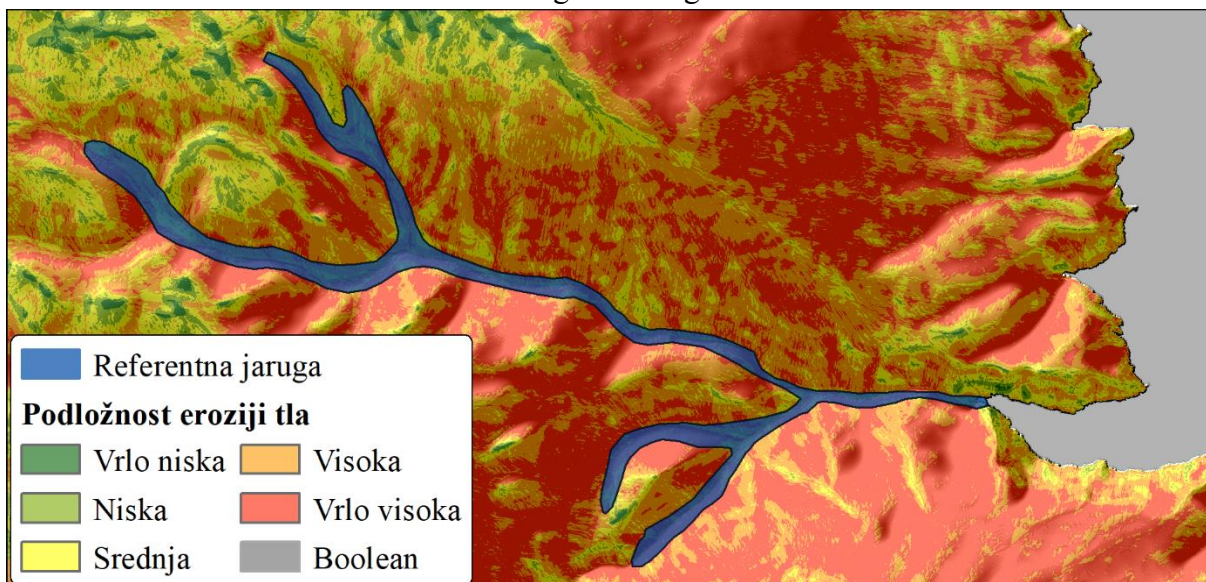 Referentna jaruga
Podložnost eroziji tla
Vrlo niska
Visoka
Niska
Vrlo visoka
Srednja
Boolean